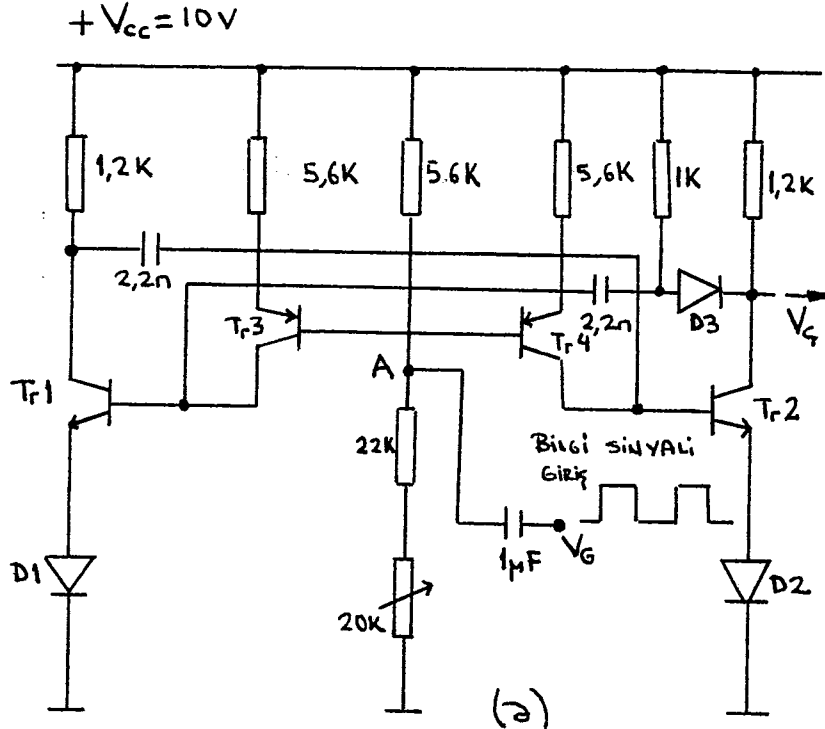 + Vcc = 10V
1,2K
5,6K
5.6K
5,6K
1K
1,2K
2,2n
2,2n
D3
Vç
Tr3
Tr4
A
Tr1
Tr2
22K
BİLGİ SİNYALİ
GİRİŞ
1µF
VG
D1
D2
20K
(a)